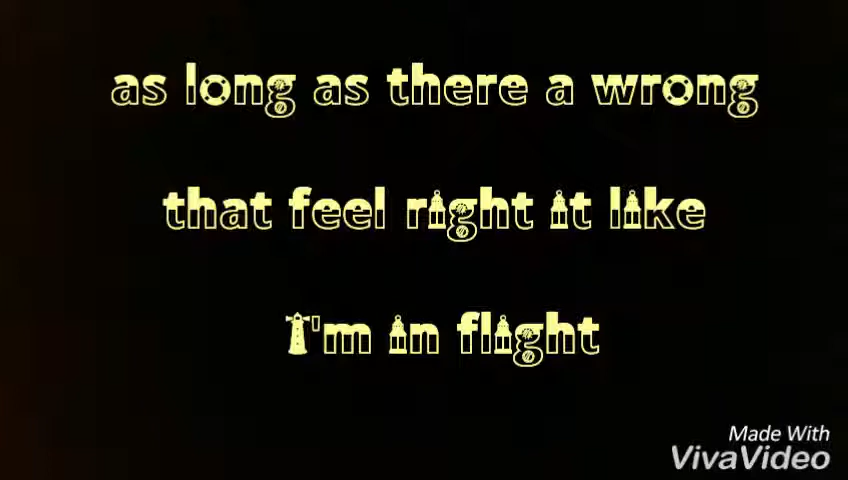 as long as there a wrong
that feel right it like
I'm in flight
Made With
VivaVideo